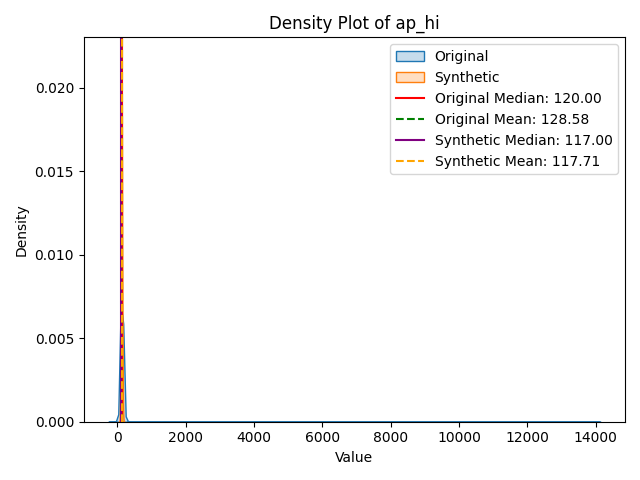 Density Plot of ap_hi
Original
Synthetic
Original Median: 120.00
Original Mean: 128.58
Synthetic Median: 117.00
Synthetic Mean: 117.71
Density
0.020
0.015
0.010
0.005
0.000
0 2000 4000 6000 8000 10000 12000 14000
Value